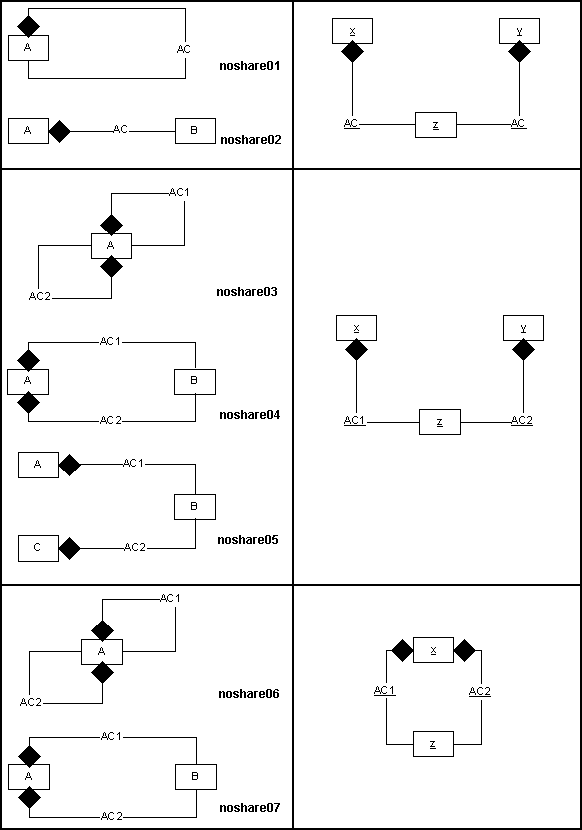 A
AC
noshare01
A
AC
B
noshare02
x
y
AC
z
AC
AC1
A
AC2
noshare03
AC1
A
B
AC2
noshare04
A
AC1
B
C
AC2
noshare05
x
y
AC1
z
AC2
AC1
A
AC2
noshare06
AC1
A
B
AC2
noshare07
x
AC1
AC2
z